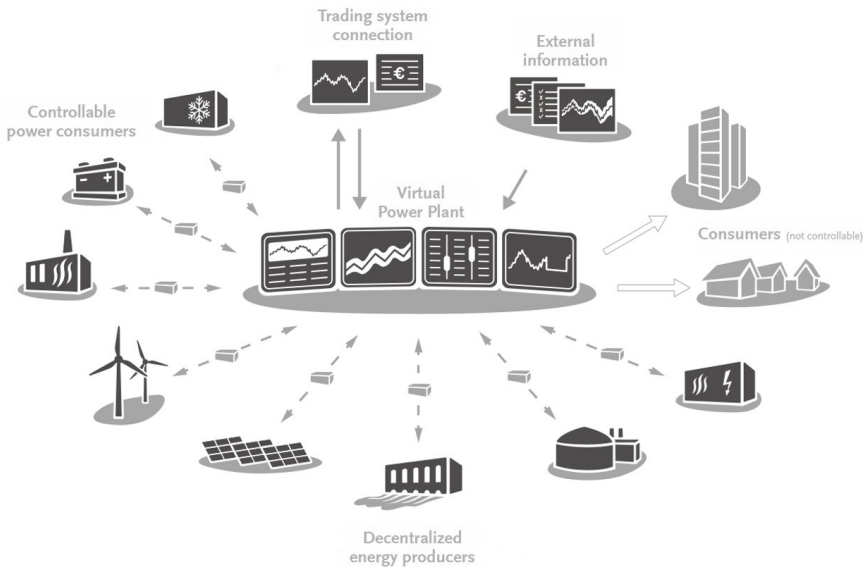 Trading system
connection
External
information
Controllable
power consumers
Virtual
Power Plant
Consumers (not controllable)
Decentralized
energy producers